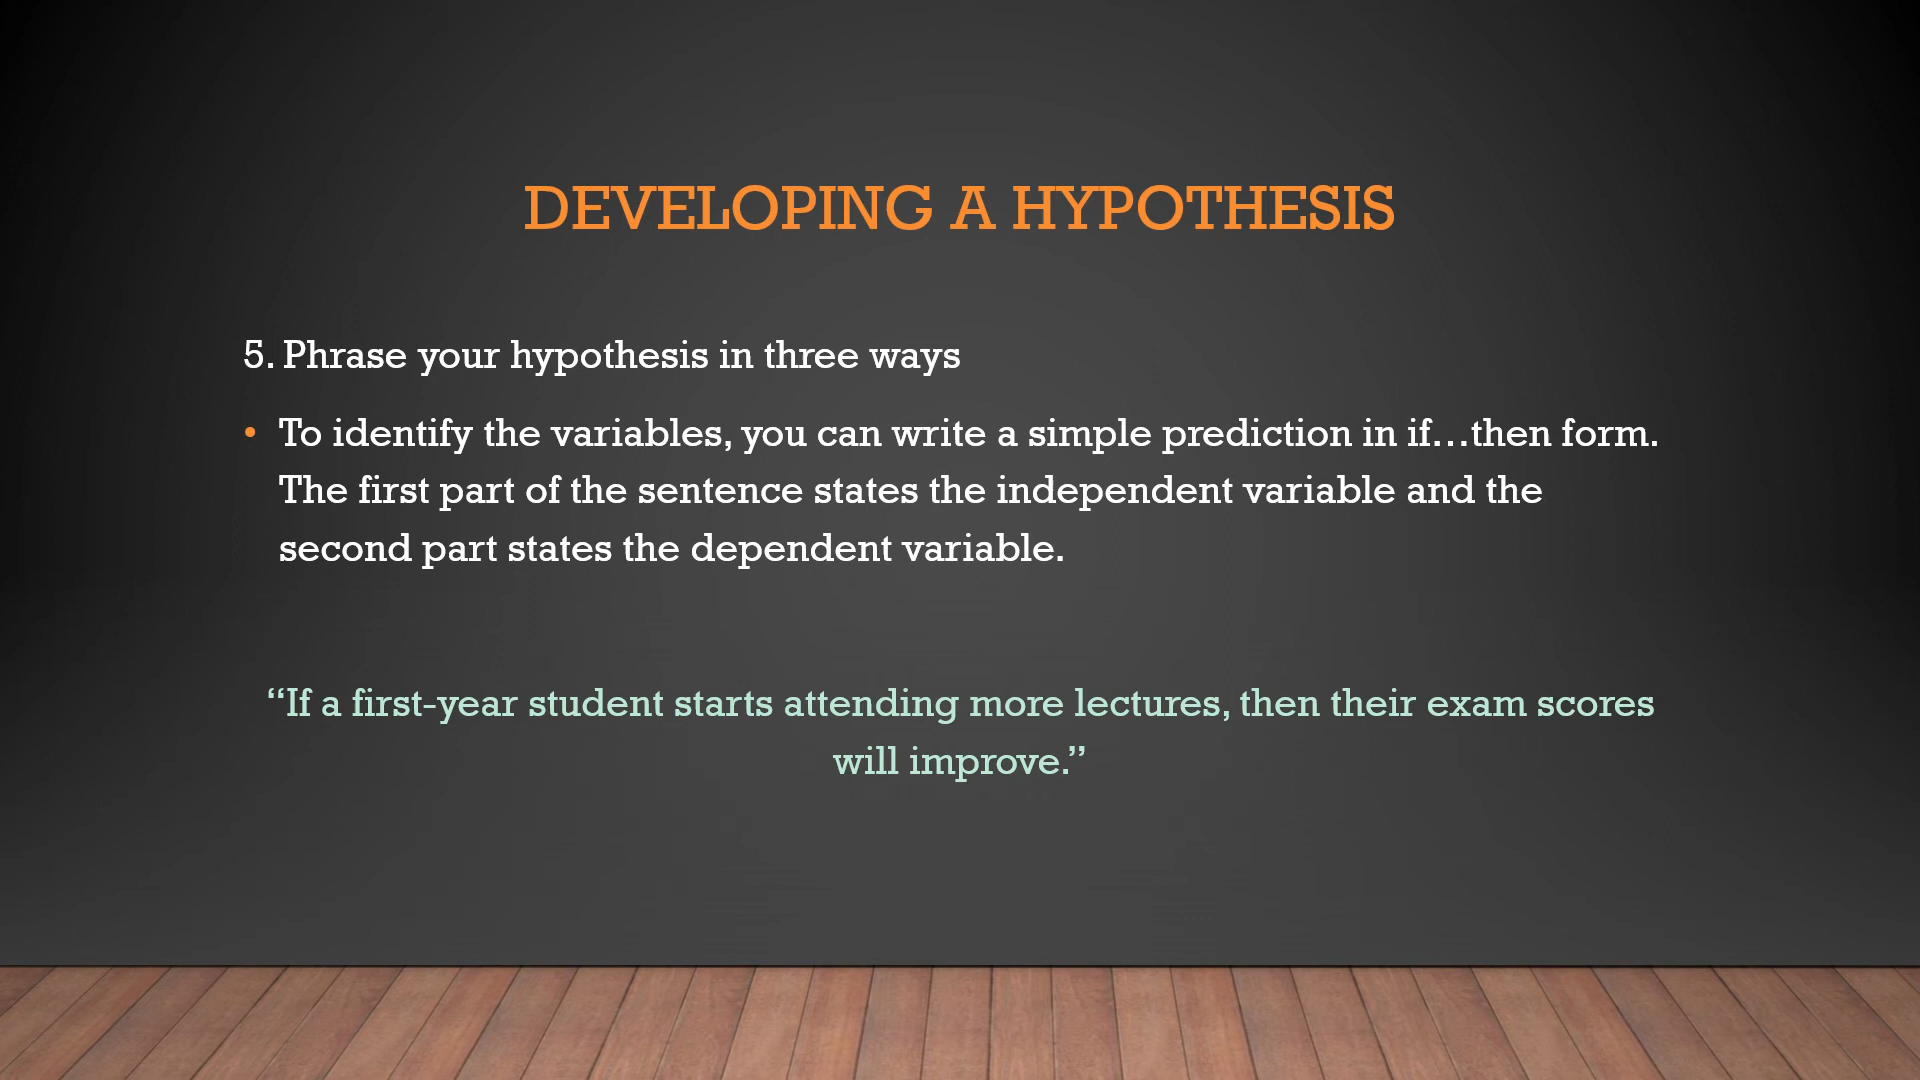 DEVELOPING A HYPOTHESIS
5. Phrase your hypothesis in three ways
• To identify the variables, you can write a simple prediction in if…then form.
The first part of the sentence states the independent variable and the
second part states the dependent variable.
“If a first-year student starts attending more lectures, then their exam scores
will improve.”